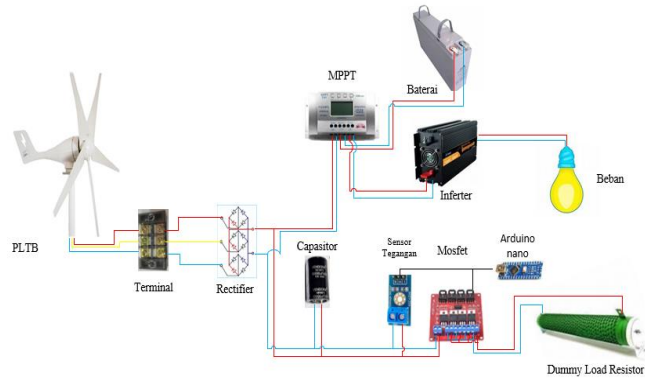 MPPT
Baterai
Inferter
Beban
PLTB
Terminal
Rectifier
Capasitor
Sensor
Tegangan
Mosfet
Arduino
nano
Dummy Load Resistor